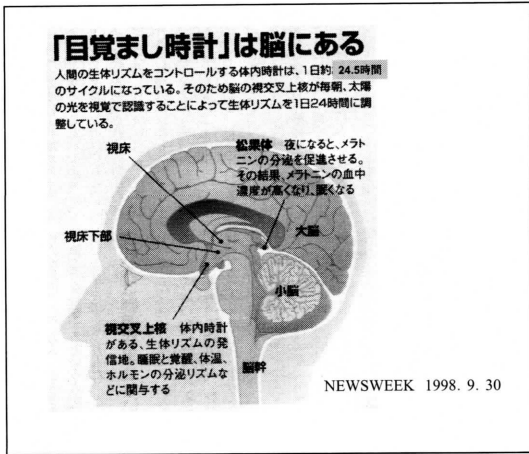 「目覚まし時計」は脳にある
人間の生体リズムをコントロールする体内時計は、1日約 24.5時間
のサイクルになっている。そのため脳の視交叉上核が毎朝、太陽
の光を視覚で認識することによって生体リズムを1日24時間に調
整している。
視床
松果体 夜になると、メラト
ニンの分泌を促進させる。
その結果、メラトニンの血中
濃度が高くなり、眠くなる
大脳
視床下部
小脳
視交叉上核 体内時計
がある、生体リズムの発
信地。睡眠と覚醒、体温、
ホルモンの分泌リズムな
どに関与する
脳幹
NEWSWEEK 1998. 9. 30